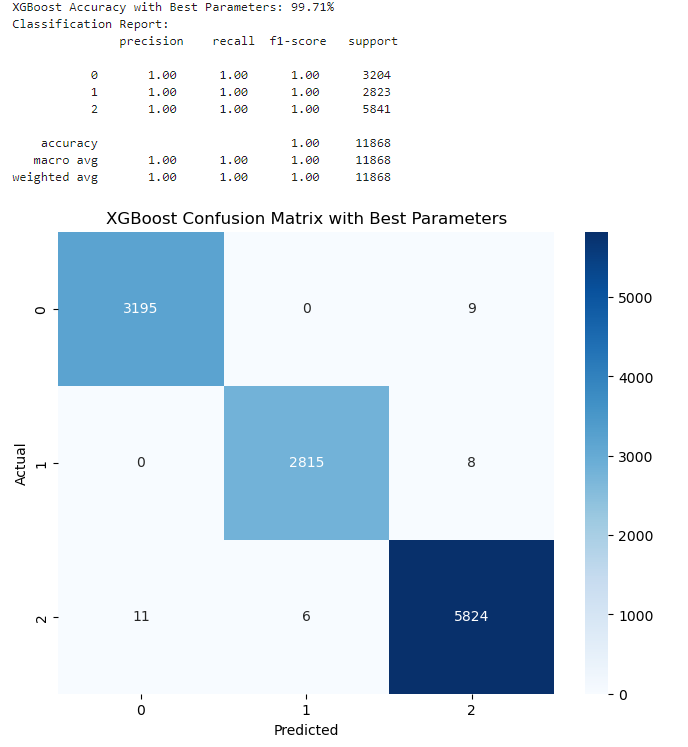 XGBoost Accuracy with Best Parameters: 99.71%
Classification Report:
precision recall f1-score support
0 1.00 1.00 1.00 3204
1 1.00 1.00 1.00 2823
2 1.00 1.00 1.00 5841
accuracy 1.00 11868
macro avg 1.00 1.00 1.00 11868
weighted avg 1.00 1.00 1.00 11868
XGBoost Confusion Matrix with Best Parameters
0 3195 0 9
1 0 2815 8
2 11 6 5824
0 1 2
Actual
Predicted
5000
4000
3000
2000
1000
0